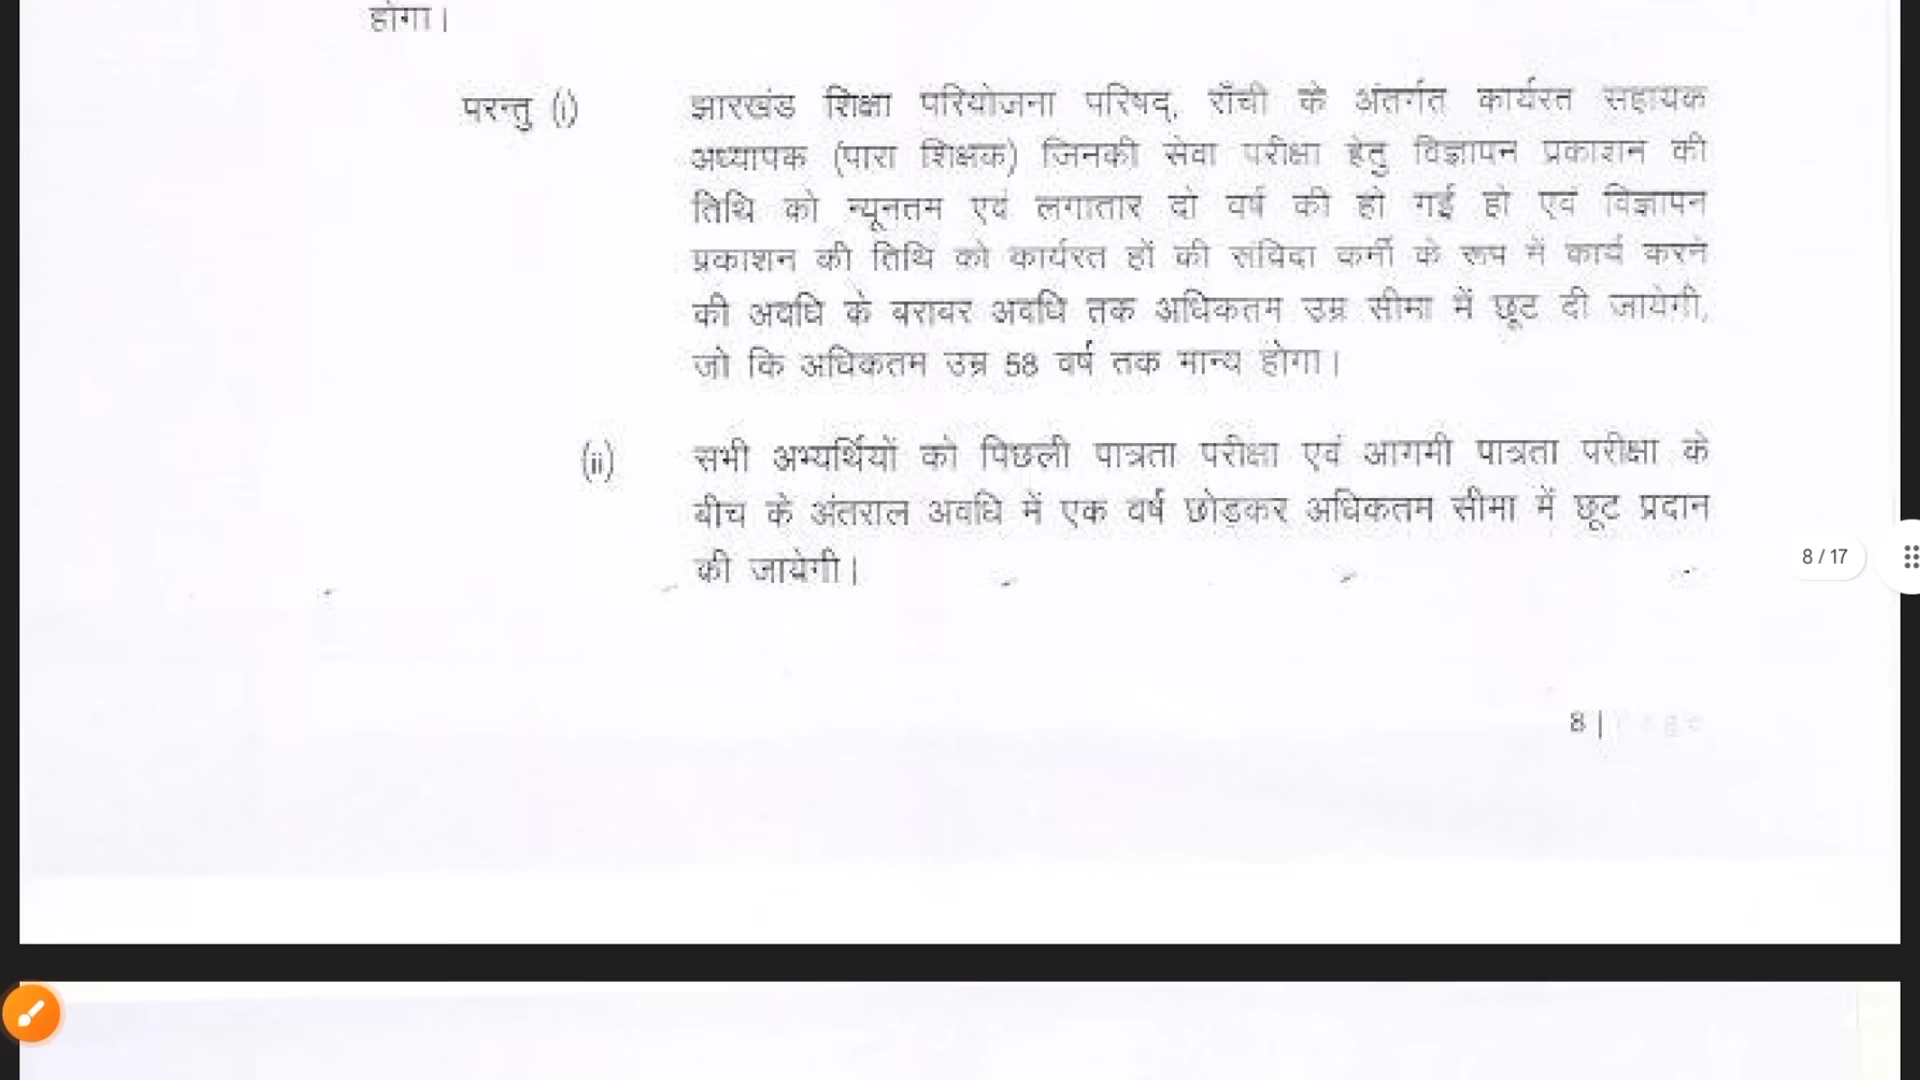 होगा।
परन्तु (i) झारखंड शिक्षा परियोजना परिषद्, राँची के अंतर्गत कार्यरत सहायक
अध्यापक (पारा शिक्षक) जिनकी सेवा परीक्षा हेतु विज्ञापन प्रकाशन की
तिथि को न्यूनतम एवं लगातार दो वर्ष की हो गई हो एवं विज्ञापन
प्रकाशन की तिथि को कार्यरत हों की संविदा कर्मी के रूप में कार्य करने
की अवधि के बराबर अवधि तक अधिकतम उम्र सीमा में छूट दी जायेगी,
जो कि अधिकतम उम्र 58 वर्ष तक मान्य होगा।
(ii) सभी अभ्यर्थियों को पिछली पात्रता परीक्षा एवं आगमी पात्रता परीक्षा के
बीच के अंतराल अवधि में एक वर्ष छोड़कर अधिकतम सीमा में छूट प्रदान
की जायेगी।
8 / 17
8 |